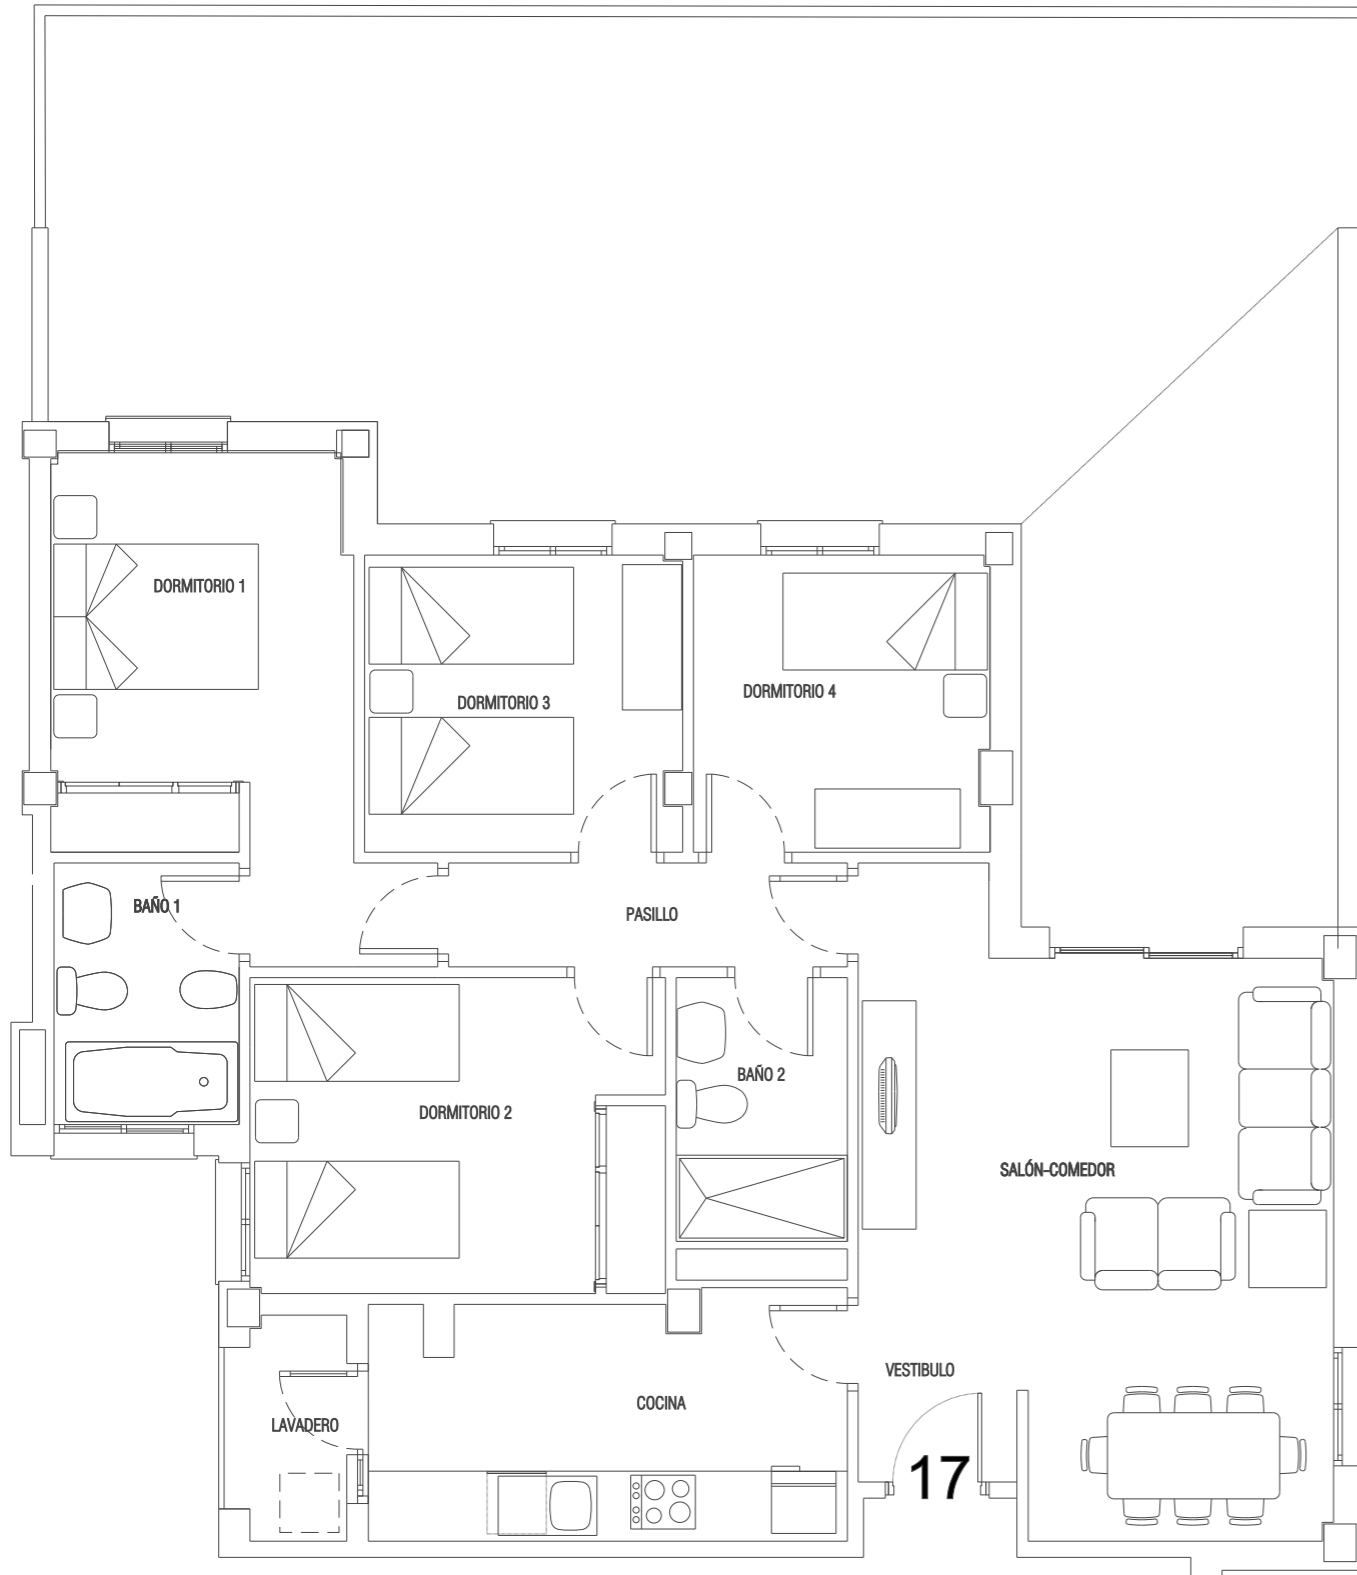 DORMITORIO 1
DORMITORIO 3
DORMITORIO 4
BAÑO 1
PASILLO
BAÑO 2
DORMITORIO 2
SALÓN-COMEDOR
VESTIBULO
COCINA
LAVADERO
17